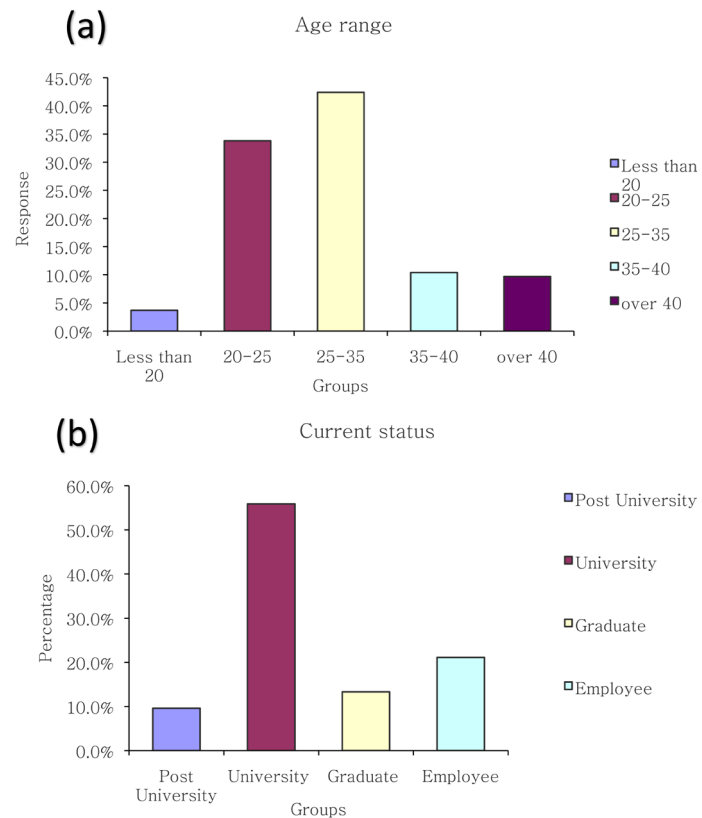 (a)
Age range
45.0%
40.0%
35.0%
30.0%
25.0%
20.0%
15.0%
10.0%
5.0%
0.0%
Response
Less than
20
20-25
25-35
35-40
over 40
Groups
Less than
20
20-25
25-35
35-40
over 40
(b)
Current status
60.0%
50.0%
40.0%
30.0%
20.0%
10.0%
0.0%
Percentage
Post
University
University
Graduate
Employee
Groups
Post University
University
Graduate
Employee